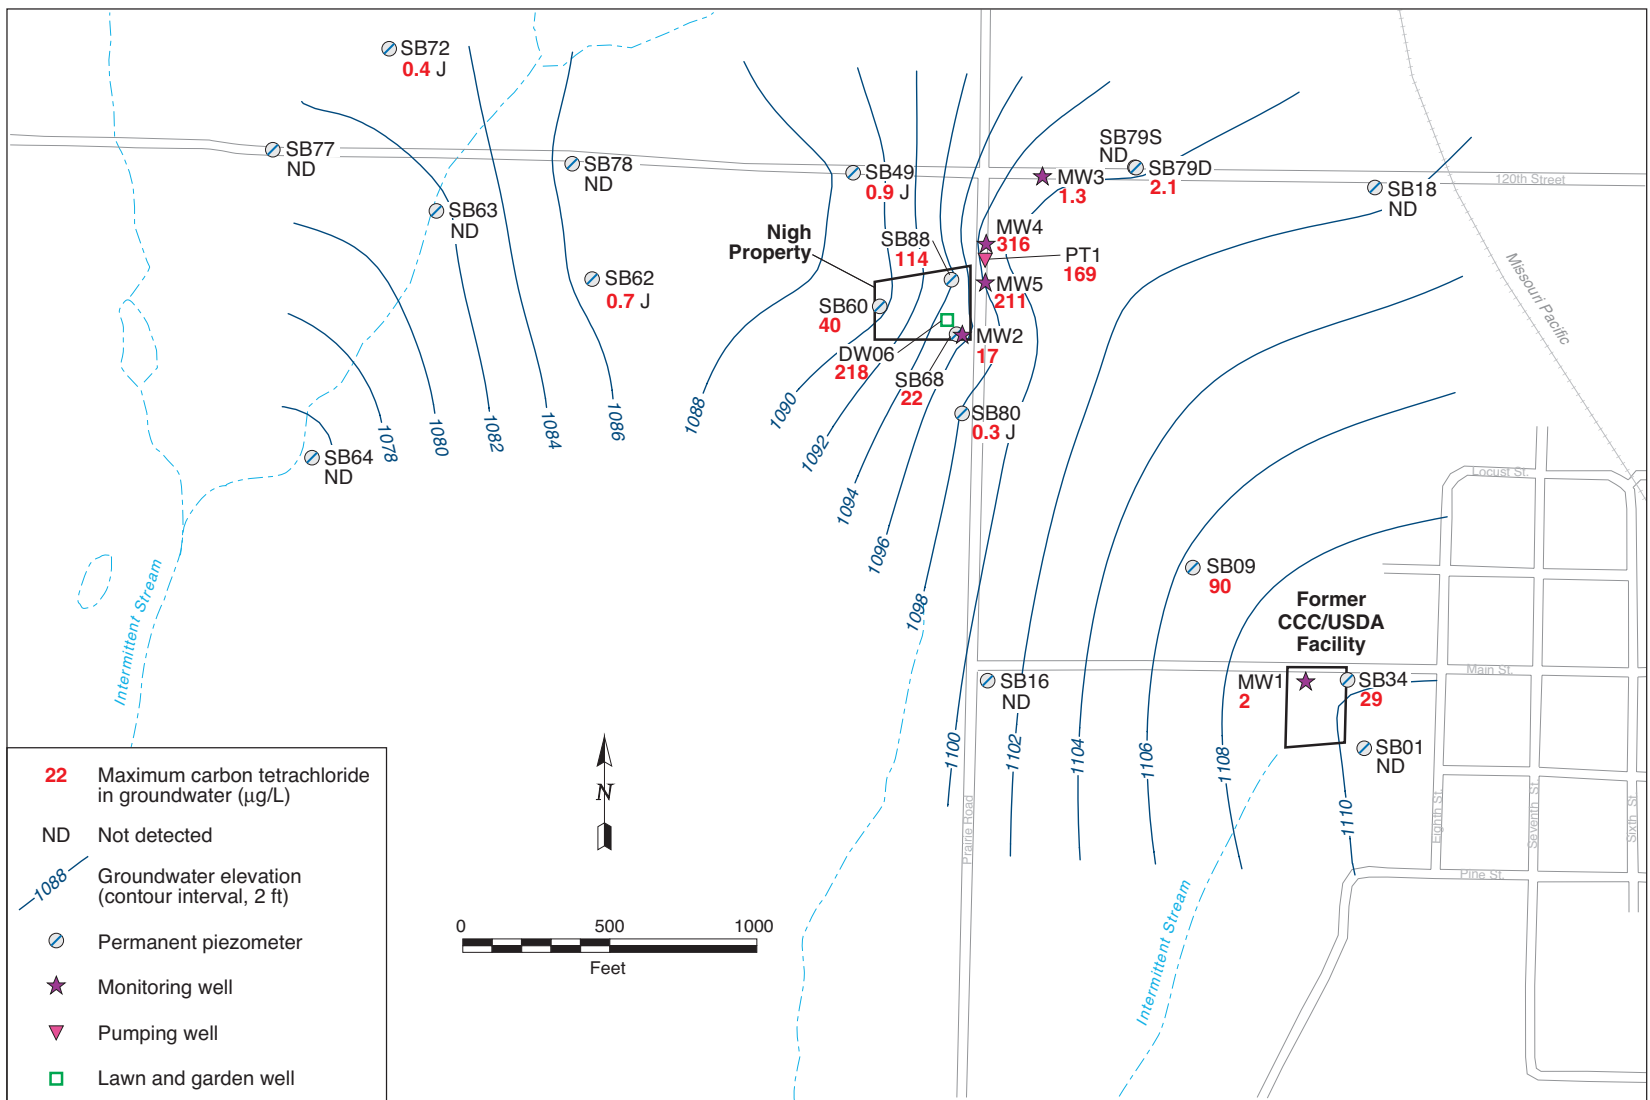 SB72
0.4 J
SB77
ND
SB78
ND
SB63
ND
SB62
0.7 J
SB64
ND
SB49
0.9 J
SB79S
ND
SB79D
2.1
MW3
1.3
SB18
ND
120th Street
Missouri Pacific
Nigh
Property
SB88
114
MW4
316
PT1
169
MW5
211
SB60
40
DW06
218
MW2
17
SB68
22
SB80
0.3 J
1078
1080
1082
1084
1086
1088
1090
1092
1094
1096
1098
1100
1102
1104
1106
1108
1110
SB09
90
Former
CCC/USDA
Facility
SB16
ND
MW1
2
SB34
29
SB01
ND
Locust St.
Main St.
Pine St.
Eighth St.
Seventh St.
Sixth St.
Prairie Road
Intermittent Stream
Intermittent Stream
N
0 500 1000
Feet
22 Maximum carbon tetrachloride
in groundwater (µg/L)
ND Not detected
1088 Groundwater elevation
(contour interval, 2 ft)
Permanent piezometer
Monitoring well
Pumping well
Lawn and garden well